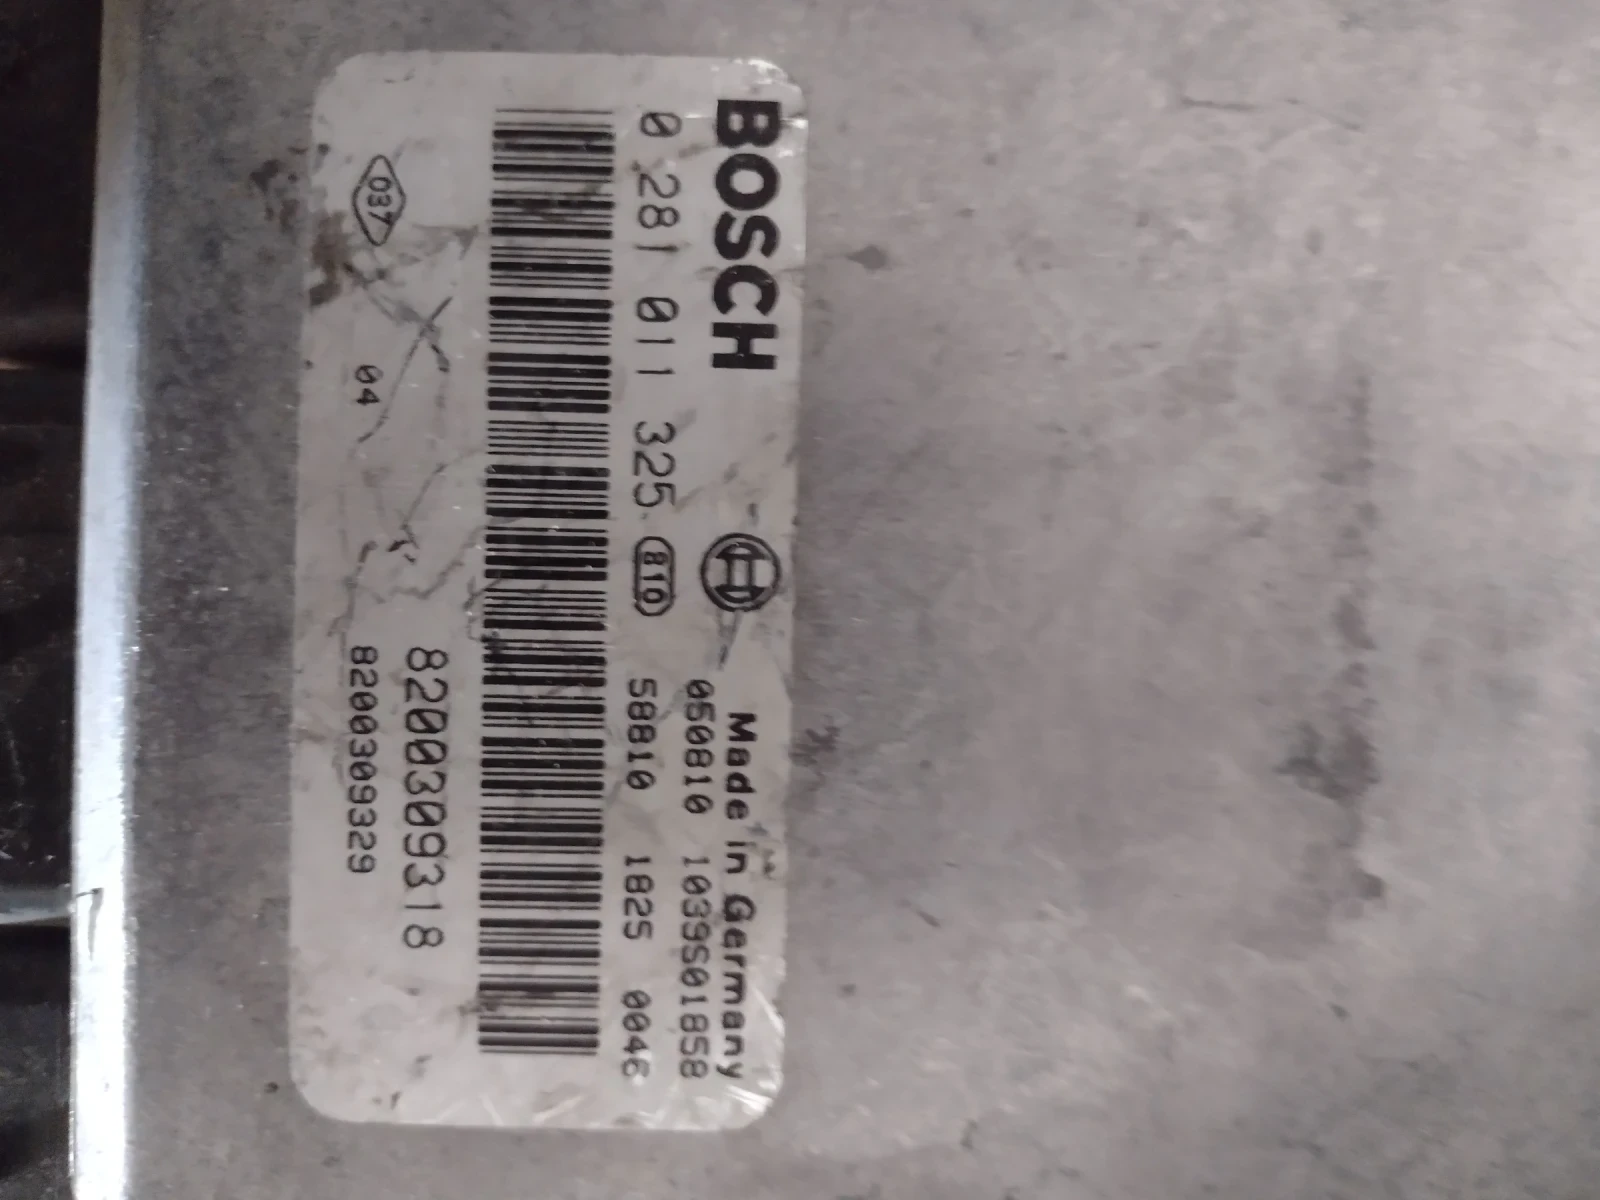 BOSCH
Made in Germany
050810 1039S01858
0 281 011 325 810 58810 1825 0046
8200309318
037 04 8200309329